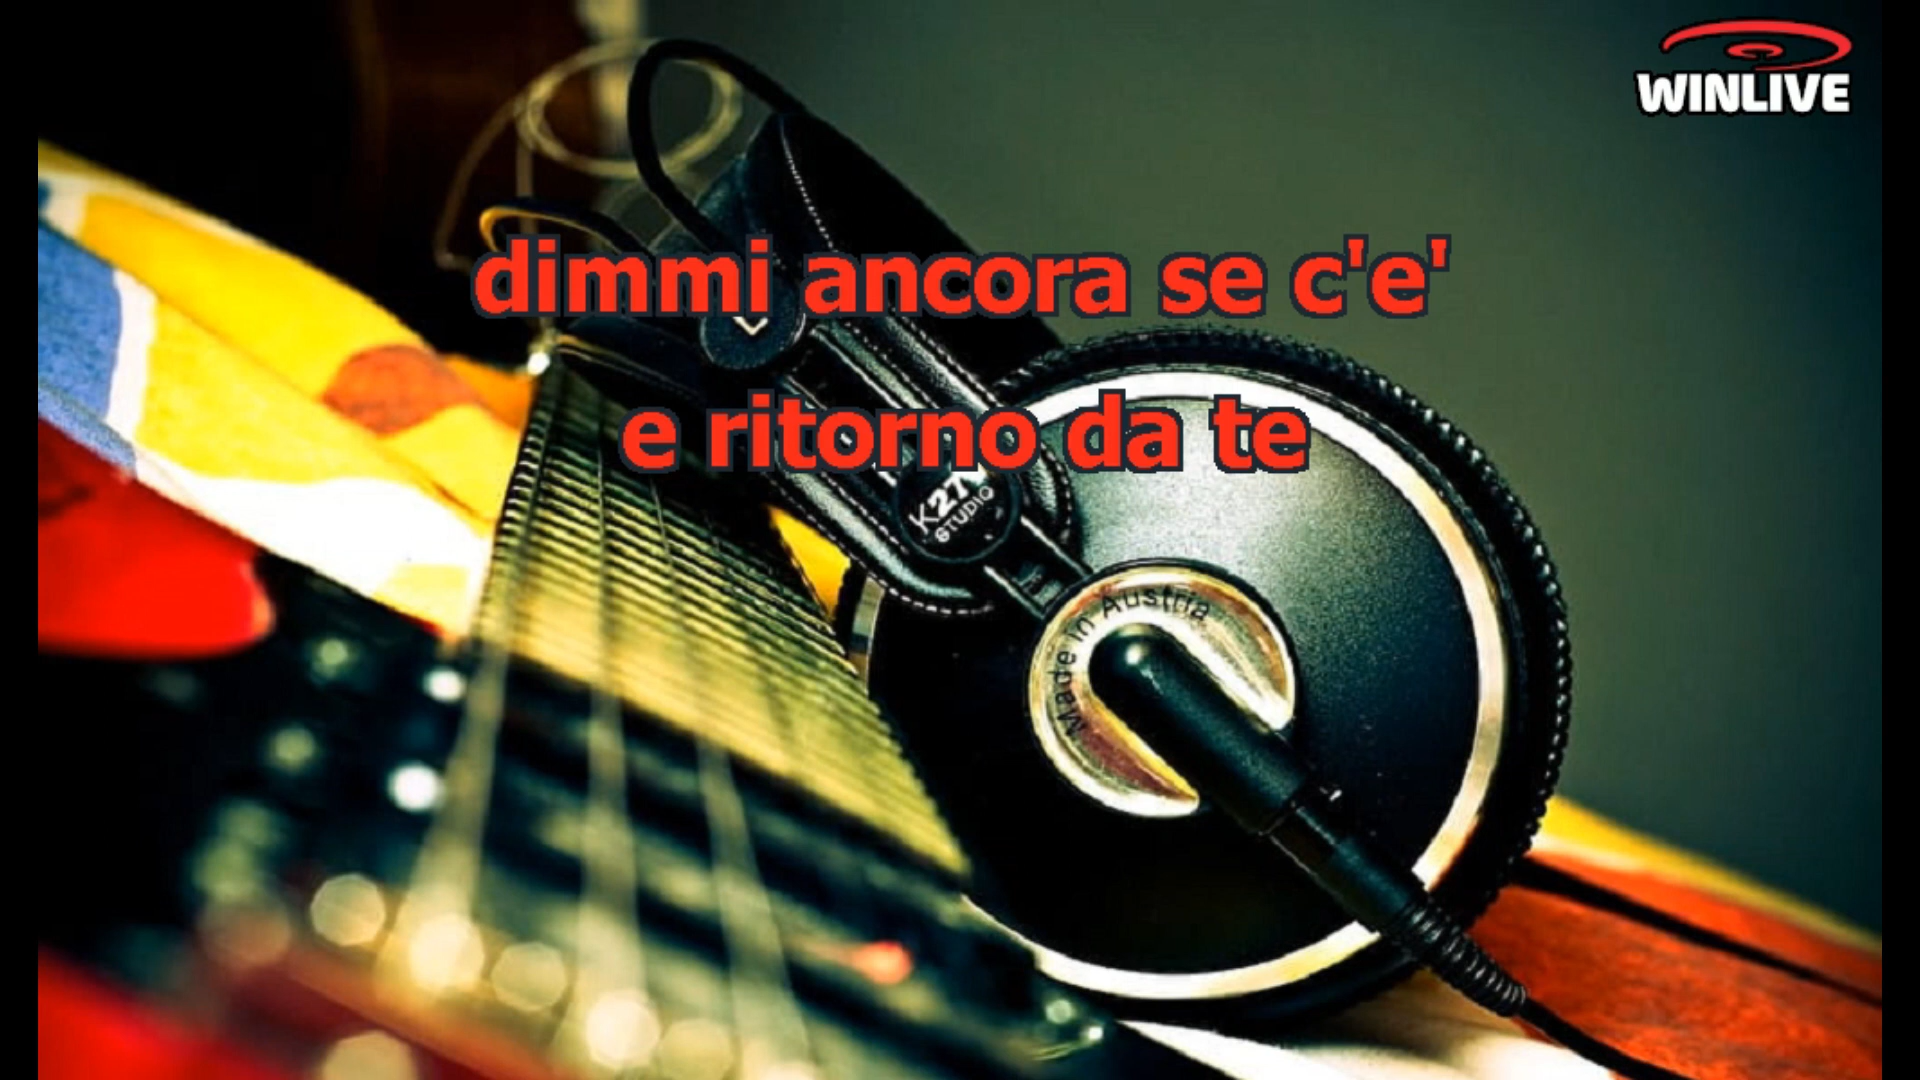 WINLIVE
dimmi ancora se c'e'
e ritorno da te
K27
STUDIO
Made in Austria